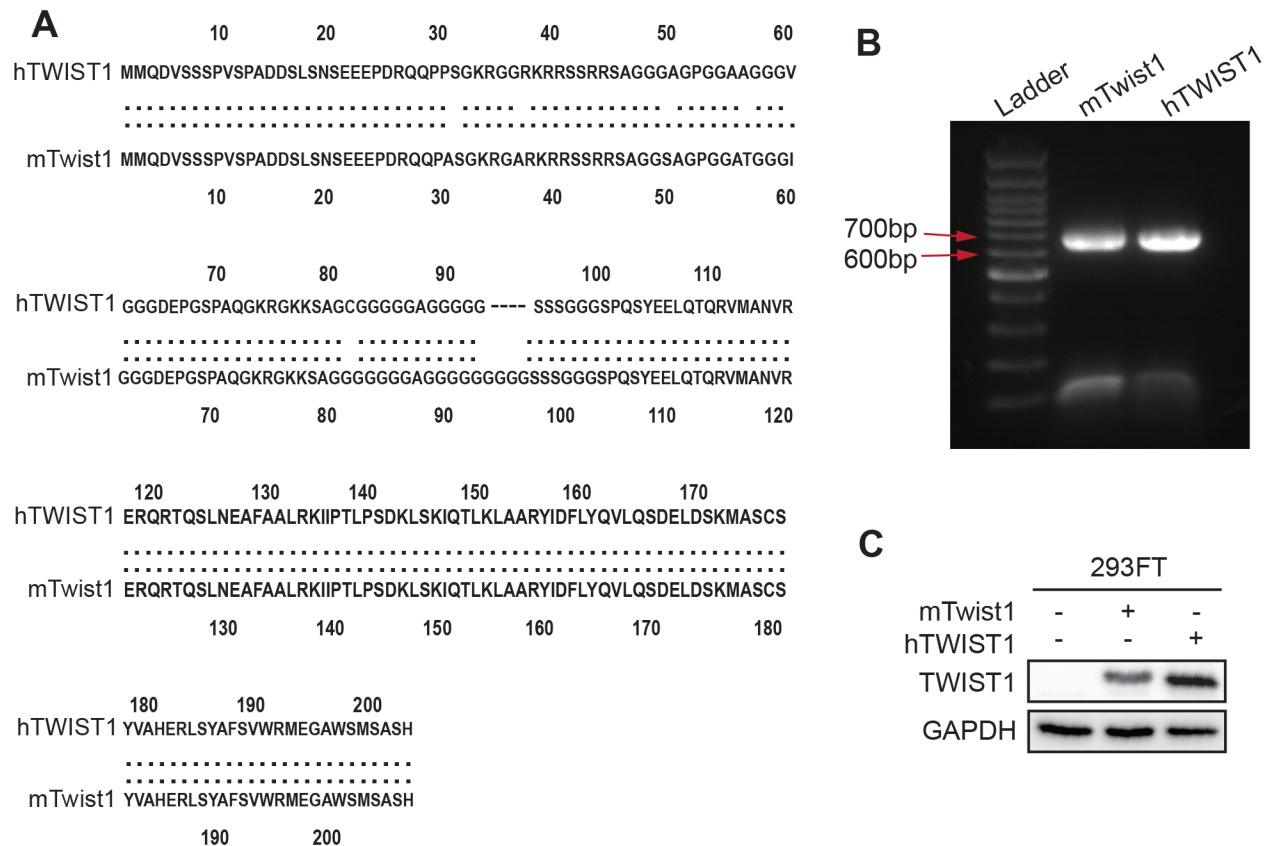 A
10 20 30 40 50 60
hTWIST1 MMQDVSSSPVSPADDSLSNSEEEPDRQQPPSGKRGGRKRRSSRRSAGGGAGPGGAAGGGV
mTwist1 MMQDVSSSPVSPADDSLSNSEEEPDRQQPASGKRGARKRRSSRRSAGGSAGPGGATGGGI
10 20 30 40 50 60
70 80 90 100 110
hTWIST1 GGGDEPGSPAQGKRGKKSAGCGGGGGAGGGGG ---- SSSGGGSPQSYEELQTQRVMANVR
mTwist1 GGGDEPGSPAQGKRGKKSAGGGGGGGAGGGGGGGGGSSSGGGSPQSYEELQTQRVMANVR
70 80 90 100 110 120
120 130 140 150 160 170
hTWIST1 ERQRTQSLNEAFAALRKIIPTLPSDKLSKIQTLKLAARYIDFLYQVLQSDELDSKMASCS
mTwist1 ERQRTQSLNEAFAALRKIIPTLPSDKLSKIQTLKLAARYIDFLYQVLQSDELDSKMASCS
130 140 150 160 170 180
180 190 200
hTWIST1 YVAHERLSYAFSVWRMEGAWSMSASH
mTwist1 YVAHERLSYAFSVWRMEGAWSMSASH
190 200
B
Ladder mTwist1 hTWIST1
700bp
600bp
C
293FT
mTwist1 - + -
hTWIST1 - - +
TWIST1
GAPDH